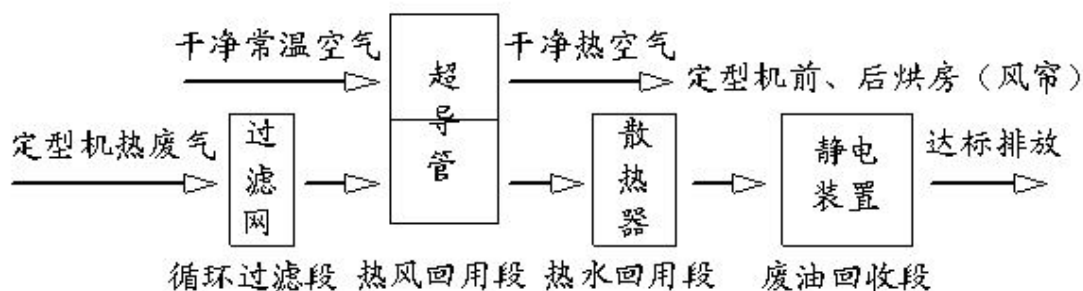 干净常温空气
超导管
干净热空气
定型机前、后烘房（风帘）
定型机热废气
过滤网
散热器
静电装置
达标排放
循环过滤段
热风回用段
热水回用段
废油回收段